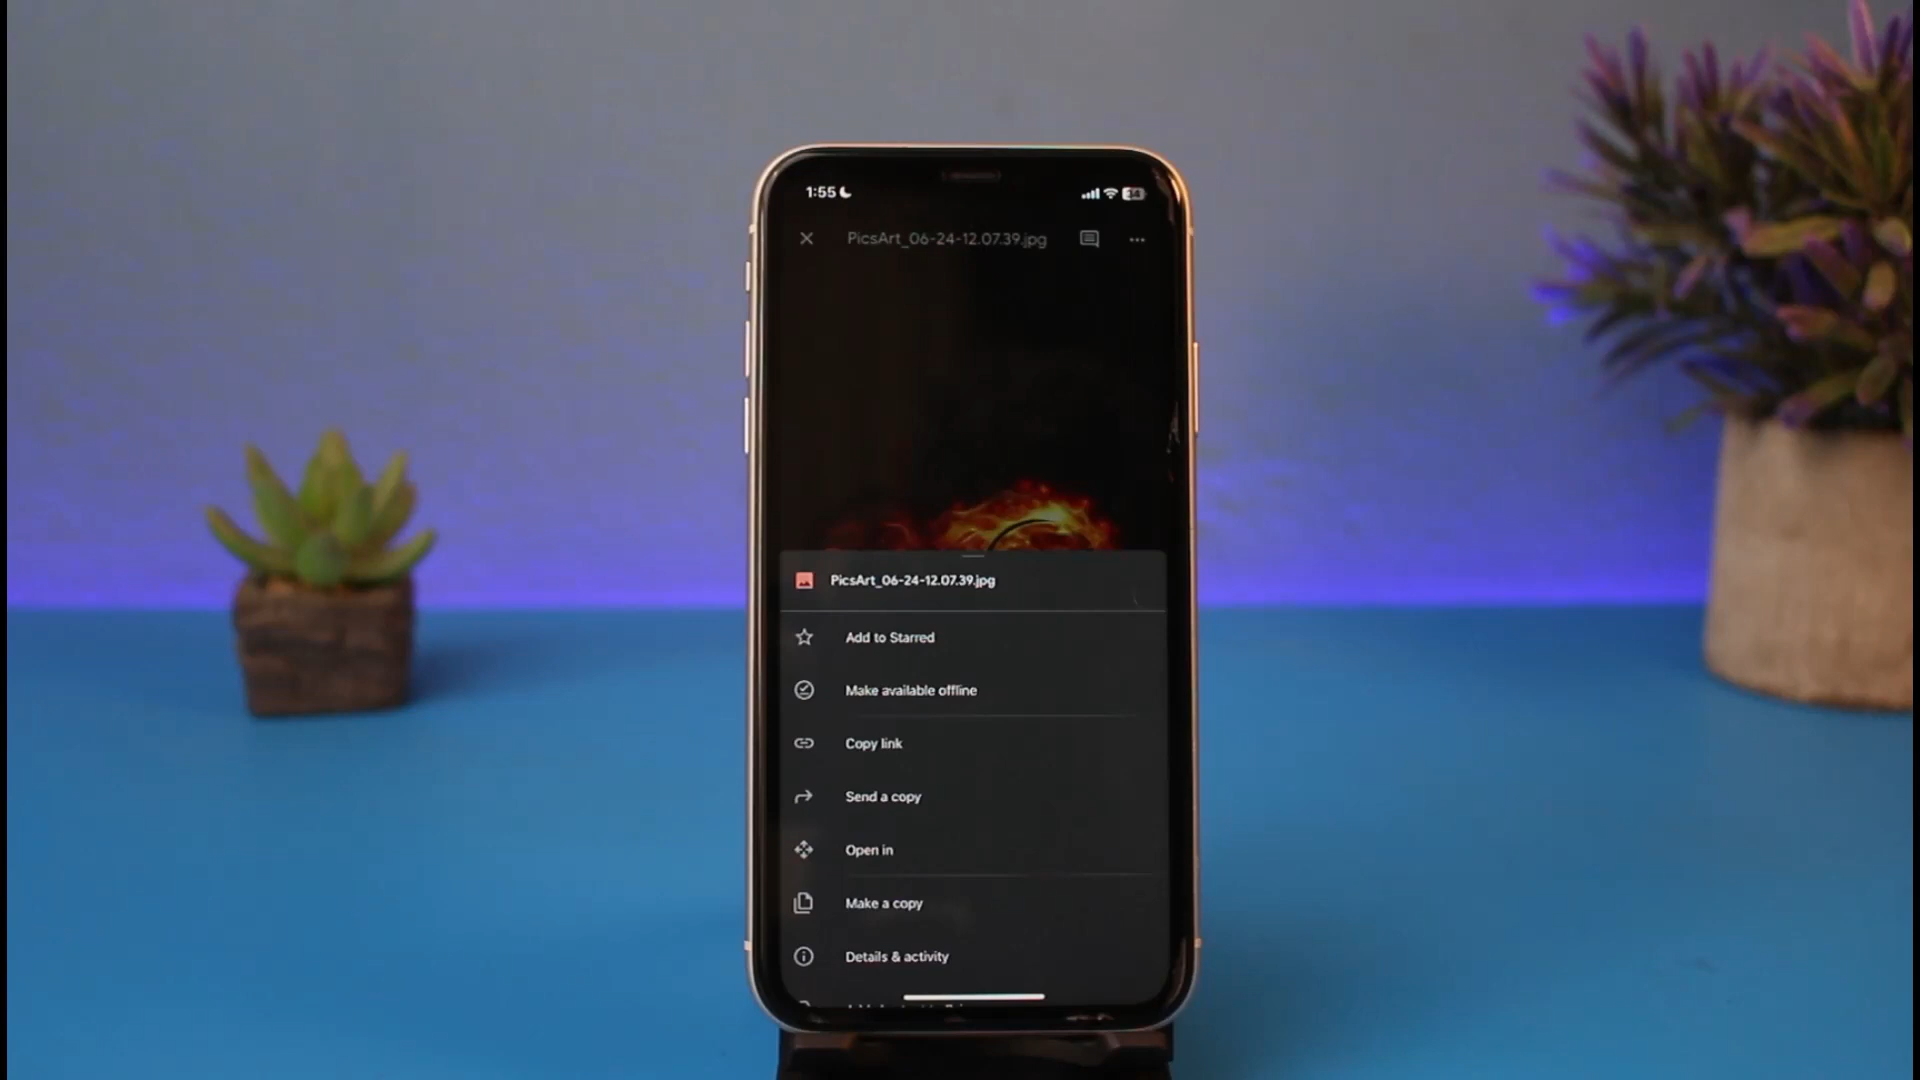 1:55
PicsArt_06-24-12.07.39.jpg
PicsArt_06-24-12.07.39.jpg
Add to Starred
Make available offline
Copy link
Send a copy
Open in
Make a copy
Details & activity